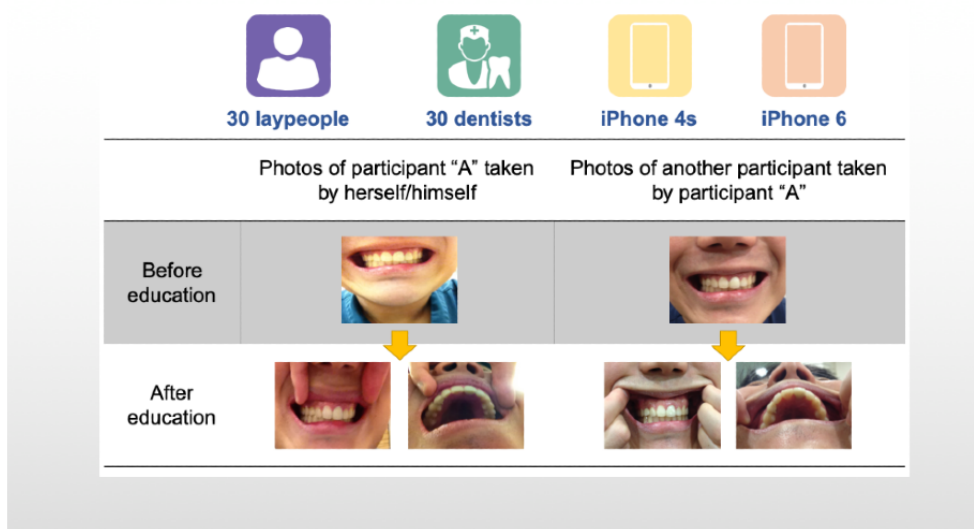 30 laypeople
30 dentists
iPhone 4s
iPhone 6
Photos of participant “A” taken
by herself/himself
Photos of another participant taken
by participant “A”
Before
education
After
education